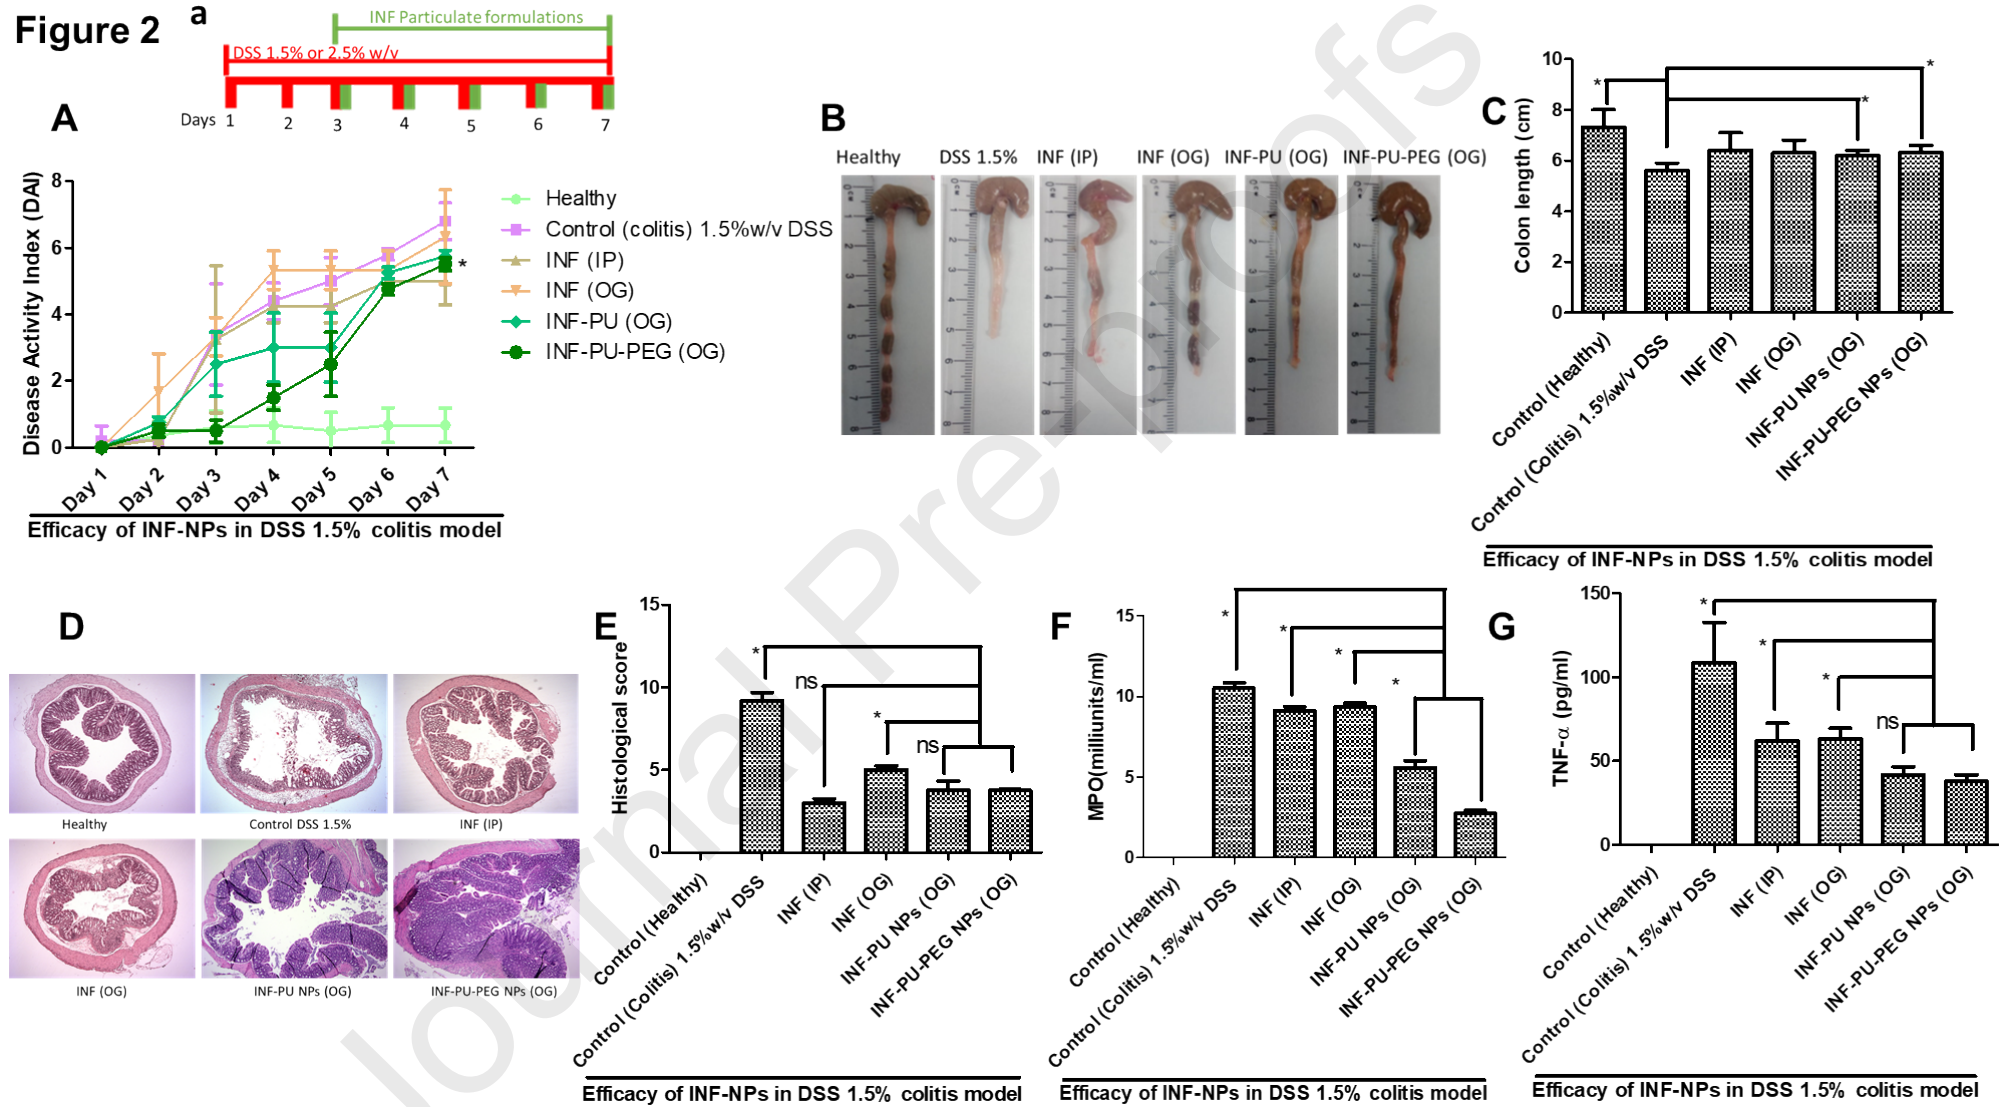 Figure 2
a
INF Particulate formulations
DSS 1.5% or 2.5% w/v
Days 1 2 3 4 5 6 7
A
Disease Activity Index (DAI)
8
6
4
2
0
Day 1 Day 2 Day 3 Day 4 Day 5 Day 6 Day 7
*
Healthy
Control (colitis) 1.5%w/v DSS
INF (IP)
INF (OG)
INF-PU (OG)
INF-PU-PEG (OG)
Efficacy of INF-NPs in DSS 1.5% colitis model
B
Healthy DSS 1.5% INF (IP) INF (OG) INF-PU (OG) INF-PU-PEG (OG)
C
Colon length (cm)
10
8
6
4
2
0
* * *
Control (Healthy)
Control (Colitis) 1.5%w/v DSS
INF (IP)
INF (OG)
INF-PU NPs (OG)
INF-PU-PEG NPs (OG)
Efficacy of INF-NPs in DSS 1.5% colitis model
D
Healthy Control DSS 1.5% INF (IP)
INF (OG) INF-PU NPs (OG) INF-PU-PEG NPs (OG)
E
Histological score
15
10
5
0
* ns * ns
Control (Healthy)
Control (Colitis) 1.5%w/v DSS
INF (IP)
INF (OG)
INF-PU NPs (OG)
INF-PU-PEG NPs (OG)
Efficacy of INF-NPs in DSS 1.5% colitis model
F
MPO(milliunits/ml)
15
10
5
0
* * * *
Control (Healthy)
Control (Colitis) 1.5%w/v DSS
INF (IP)
INF (OG)
INF-PU NPs (OG)
INF-PU-PEG NPs (OG)
Efficacy of INF-NPs in DSS 1.5% colitis model
G
TNF-α (pg/ml)
150
100
50
0
* * * ns
Control (Healthy)
Control (Colitis) 1.5%w/v DSS
INF (IP)
INF (OG)
INF-PU NPs (OG)
INF-PU-PEG NPs (OG)
Efficacy of INF-NPs in DSS 1.5% colitis model
Journal Pre-proofs